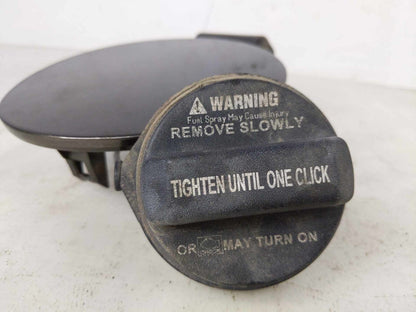 WARNING
Fuel Spray May Cause Injury
REMOVE SLOWLY
TIGHTEN UNTIL ONE CLICK
OR MAY TURN ON